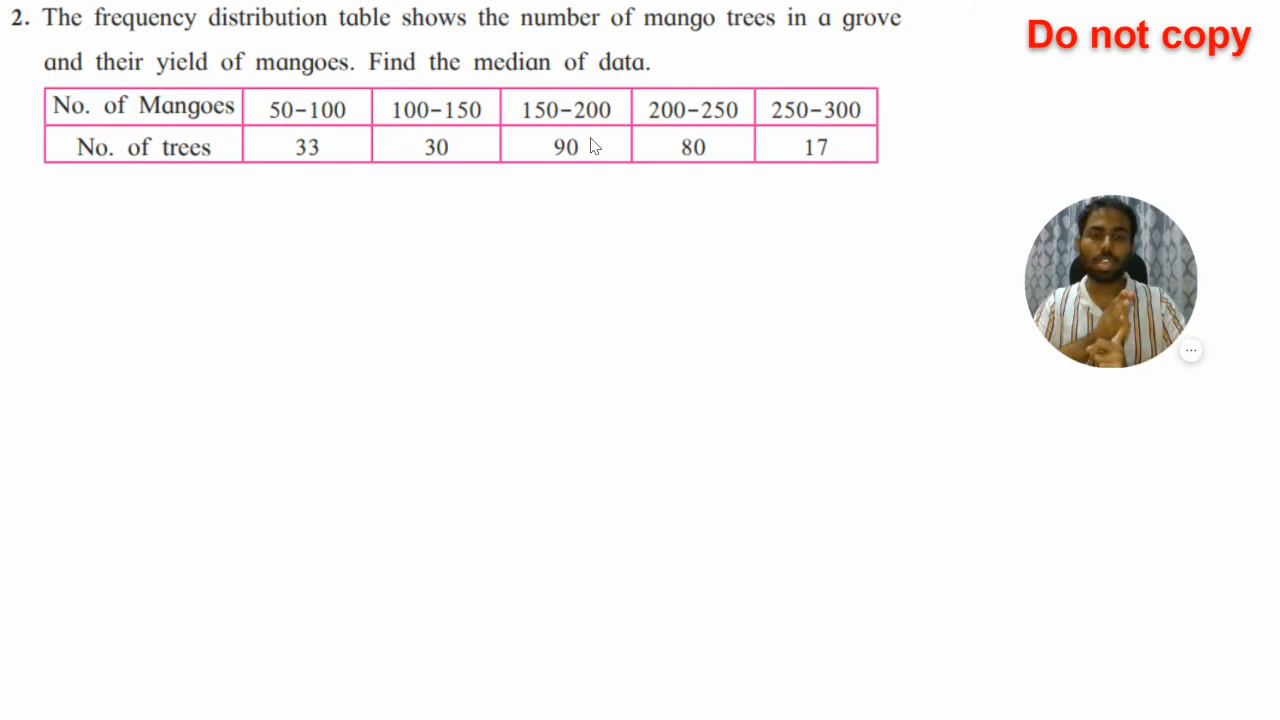 2. The frequency distribution table shows the number of mango trees in a grove
and their yield of mangoes. Find the median of data.
Do not copy
No. of Mangoes 50-100 100-150 150-200 200-250 250-300
No. of trees 33 30 90 80 17